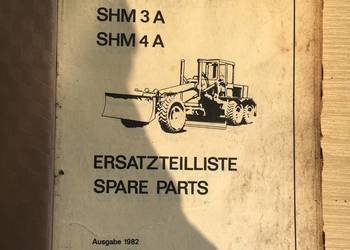 SHM 3 A
SHM 4 A
ERSATZTEILLISTE
SPARE PARTS
Ausgabe 1982